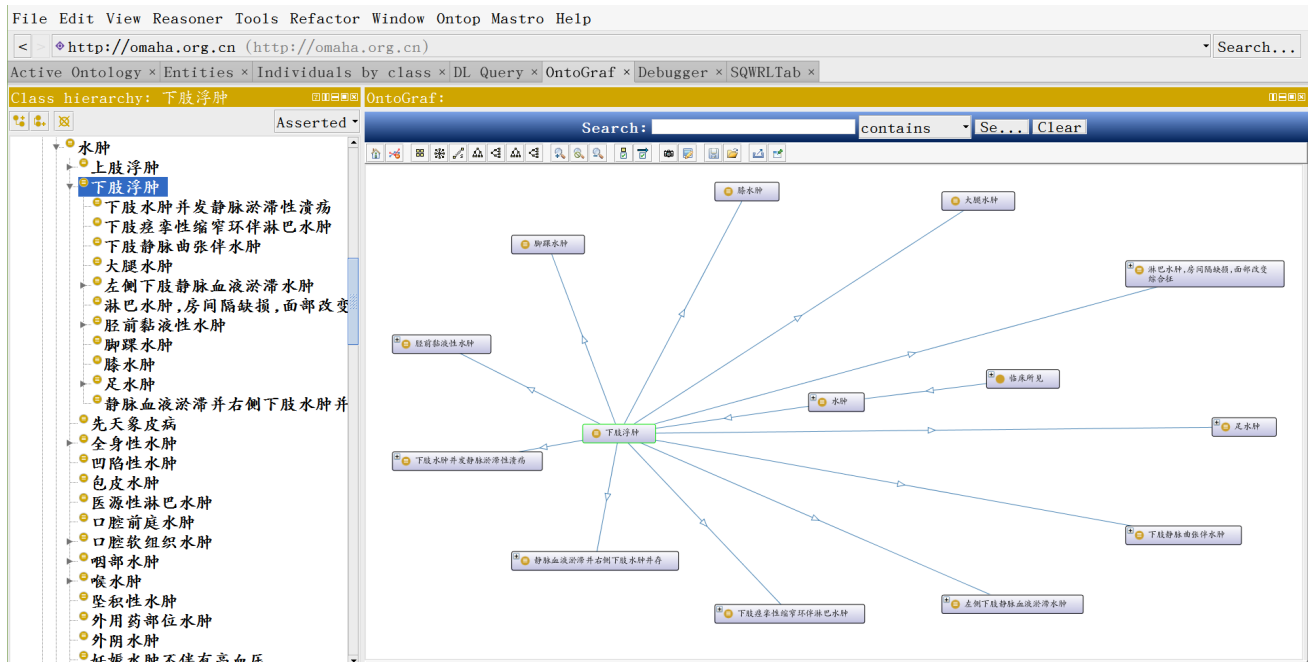 File Edit View Reasoner Tools Refactor Window Ontop Mastro Help
< > http://omaha.org.cn (http://omaha.org.cn) Search...
Active Ontology × Entities × Individuals by class × DL Query × OntoGraf × Debugger × SQWRLTab ×
Class hierarchy: 下肢浮肿
OntoGraf:
Asserted
Search: contains Se... Clear
水肿
上肢浮肿
下肢浮肿
下肢水肿并发静脉淤滞性溃疡
下肢痉挛性缩窄环伴淋巴水肿
下肢静脉曲张伴水肿
大腿水肿
左侧下肢静脉血液淤滞水肿
淋巴水肿,房间隔缺损,面部改变
胫前黏液性水肿
脚踝水肿
膝水肿
足水肿
静脉血液淤滞并右侧下肢水肿并
先天象皮病
全身性水肿
凹陷性水肿
包皮水肿
医源性淋巴水肿
口腔前庭水肿
口腔软组织水肿
咽部水肿
喉水肿
坠积性水肿
外用药部位水肿
外阴水肿
妊娠水肿不伴有高血压
膝水肿
大腿水肿
脚踝水肿
淋巴水肿,房间隔缺损,面部改变
综合征
胫前黏液性水肿
临床所见
水肿
足水肿
下肢浮肿
下肢水肿并发静脉淤滞性溃疡
下肢静脉曲张伴水肿
静脉血液淤滞并右侧下肢水肿并存
左侧下肢静脉血液淤滞水肿
下肢痉挛性缩窄环伴淋巴水肿